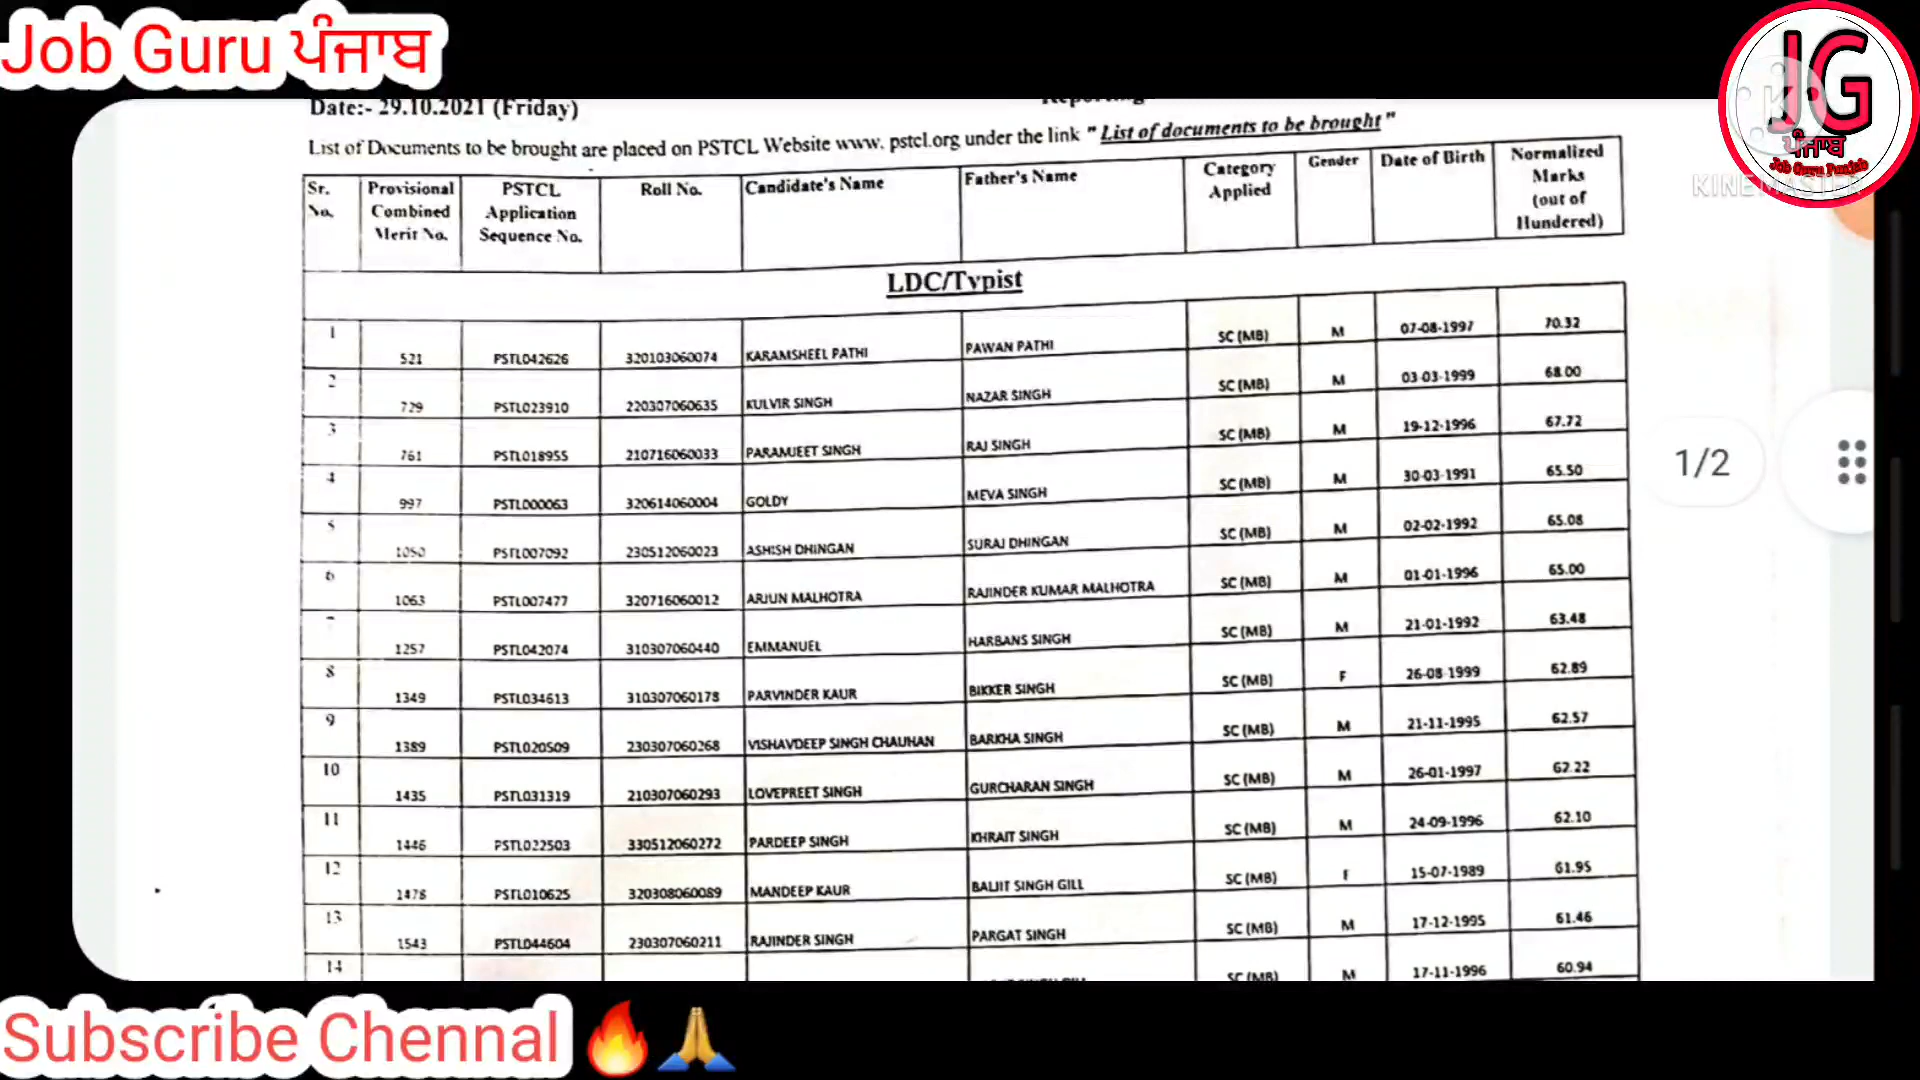 Job Guru ਪੰਜਾਬ
JG
ਪੰਜਾਬ
Job Guru Punjab
KINEMASTER
Date:- 29.10.2021 (Friday)
List of Documents to be brought are placed on PSTCL Website www. pstcl.org under the link " List of documents to be brought"
Sr. No. Provisional Combined Merit No. PSTCL Application Sequence No. Roll No. Candidate's Name Father's Name Category Applied Gender Date of Birth Normalized Marks (out of Hundered)
LDC/Typist
1 521 PSTL042626 320103060074 KARAMSHEEL PATHI PAWAN PATHI SC (MB) M 07-08-1997 70.32
2 729 PSTL023910 220307060635 KULVIR SINGH NAZAR SINGH SC (MB) M 03-03-1999 68.00
3 761 PSTL018955 210716060033 PARAMJEET SINGH RAJ SINGH SC (MB) M 19-12-1996 67.72
4 997 PSTL000063 320614060004 GOLDY MEVA SINGH SC (MB) M 30-03-1991 65.50
5 1050 PSTL007092 230512060023 ASHISH DHINGAN SURAJ DHINGAN SC (MB) M 02-02-1992 65.08
6 1063 PSTL007477 320716060012 ARJUN MALHOTRA RAJINDER KUMAR MALHOTRA SC (MB) M 01-01-1996 65.00
7 1257 PSTL042074 310307060440 EMMANUEL HARBANS SINGH SC (MB) M 21-01-1992 63.48
8 1349 PSTL034613 310307060178 PARVINDER KAUR BIKKER SINGH SC (MB) F 26-08-1999 62.89
9 1389 PSTL020509 230307060268 VISHAVDEEP SINGH CHAUHAN BARKHA SINGH SC (MB) M 21-11-1995 62.57
10 1435 PSTL031319 210307060293 LOVEPREET SINGH GURCHARAN SINGH SC (MB) M 26-01-1997 62.22
11 1446 PSTL022503 330512060272 PARDEEP SINGH KHRAIT SINGH SC (MB) M 24-09-1996 62.10
12 1478 PSTL010625 320308060089 MANDEEP KAUR BALJIT SINGH GILL SC (MB) F 15-07-1989 61.95
13 1543 PSTL044604 230307060211 RAJINDER SINGH PARGAT SINGH SC (MB) M 17-12-1995 61.46
14 SC (MB) M 17-11-1996 60.94
1/2
Subscribe Chennal 🔥🙏